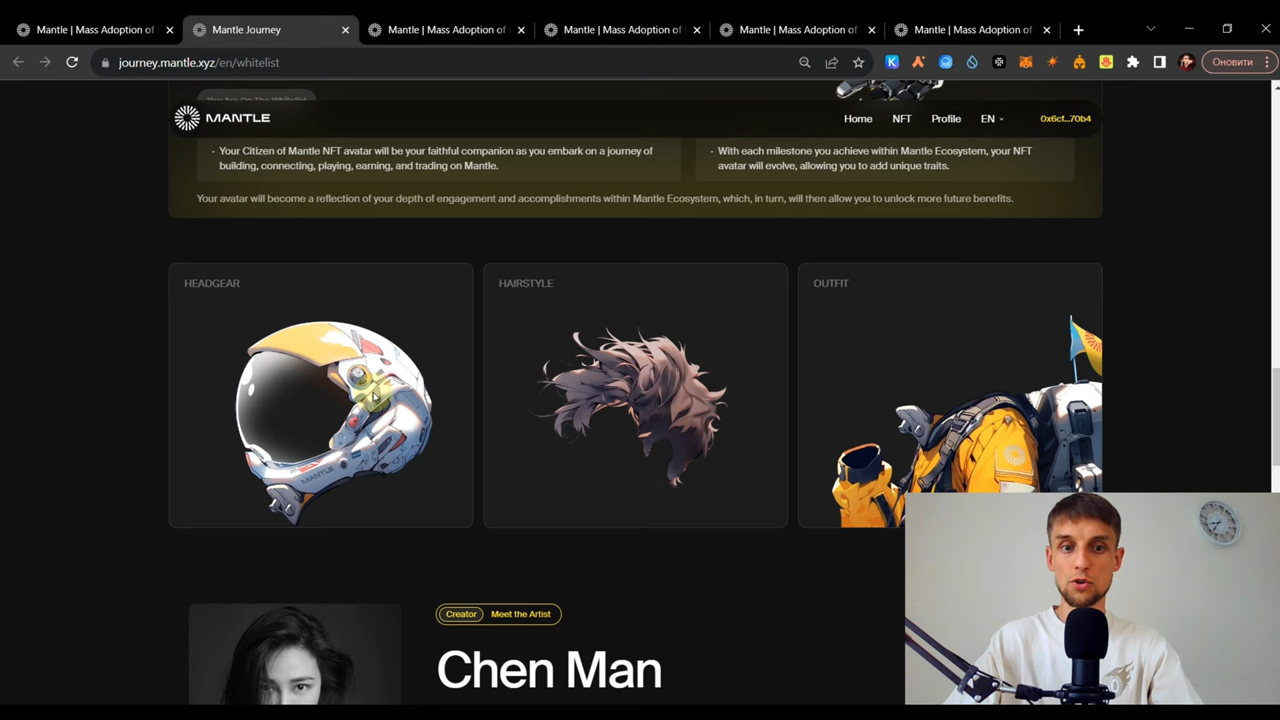 Mantle | Mass Adoption of
Mantle Journey
Mantle | Mass Adoption of
Mantle | Mass Adoption of
Mantle | Mass Adoption of
Mantle | Mass Adoption of
journey.mantle.xyz/en/whitelist
Оновити
You Are On The Whitelist
MANTLE
Home
NFT
Profile
EN
0x6cf...70b4
- Your Citizen of Mantle NFT avatar will be your faithful companion as you embark on a journey of
building, connecting, playing, earning, and trading on Mantle.
- With each milestone you achieve within Mantle Ecosystem, your NFT
avatar will evolve, allowing you to add unique traits.
Your avatar will become a reflection of your depth of engagement and accomplishments within Mantle Ecosystem, which, in turn, will then allow you to unlock more future benefits.
HEADGEAR
HAIRSTYLE
OUTFIT
MANTLE
Creator
Meet the Artist
Chen Man